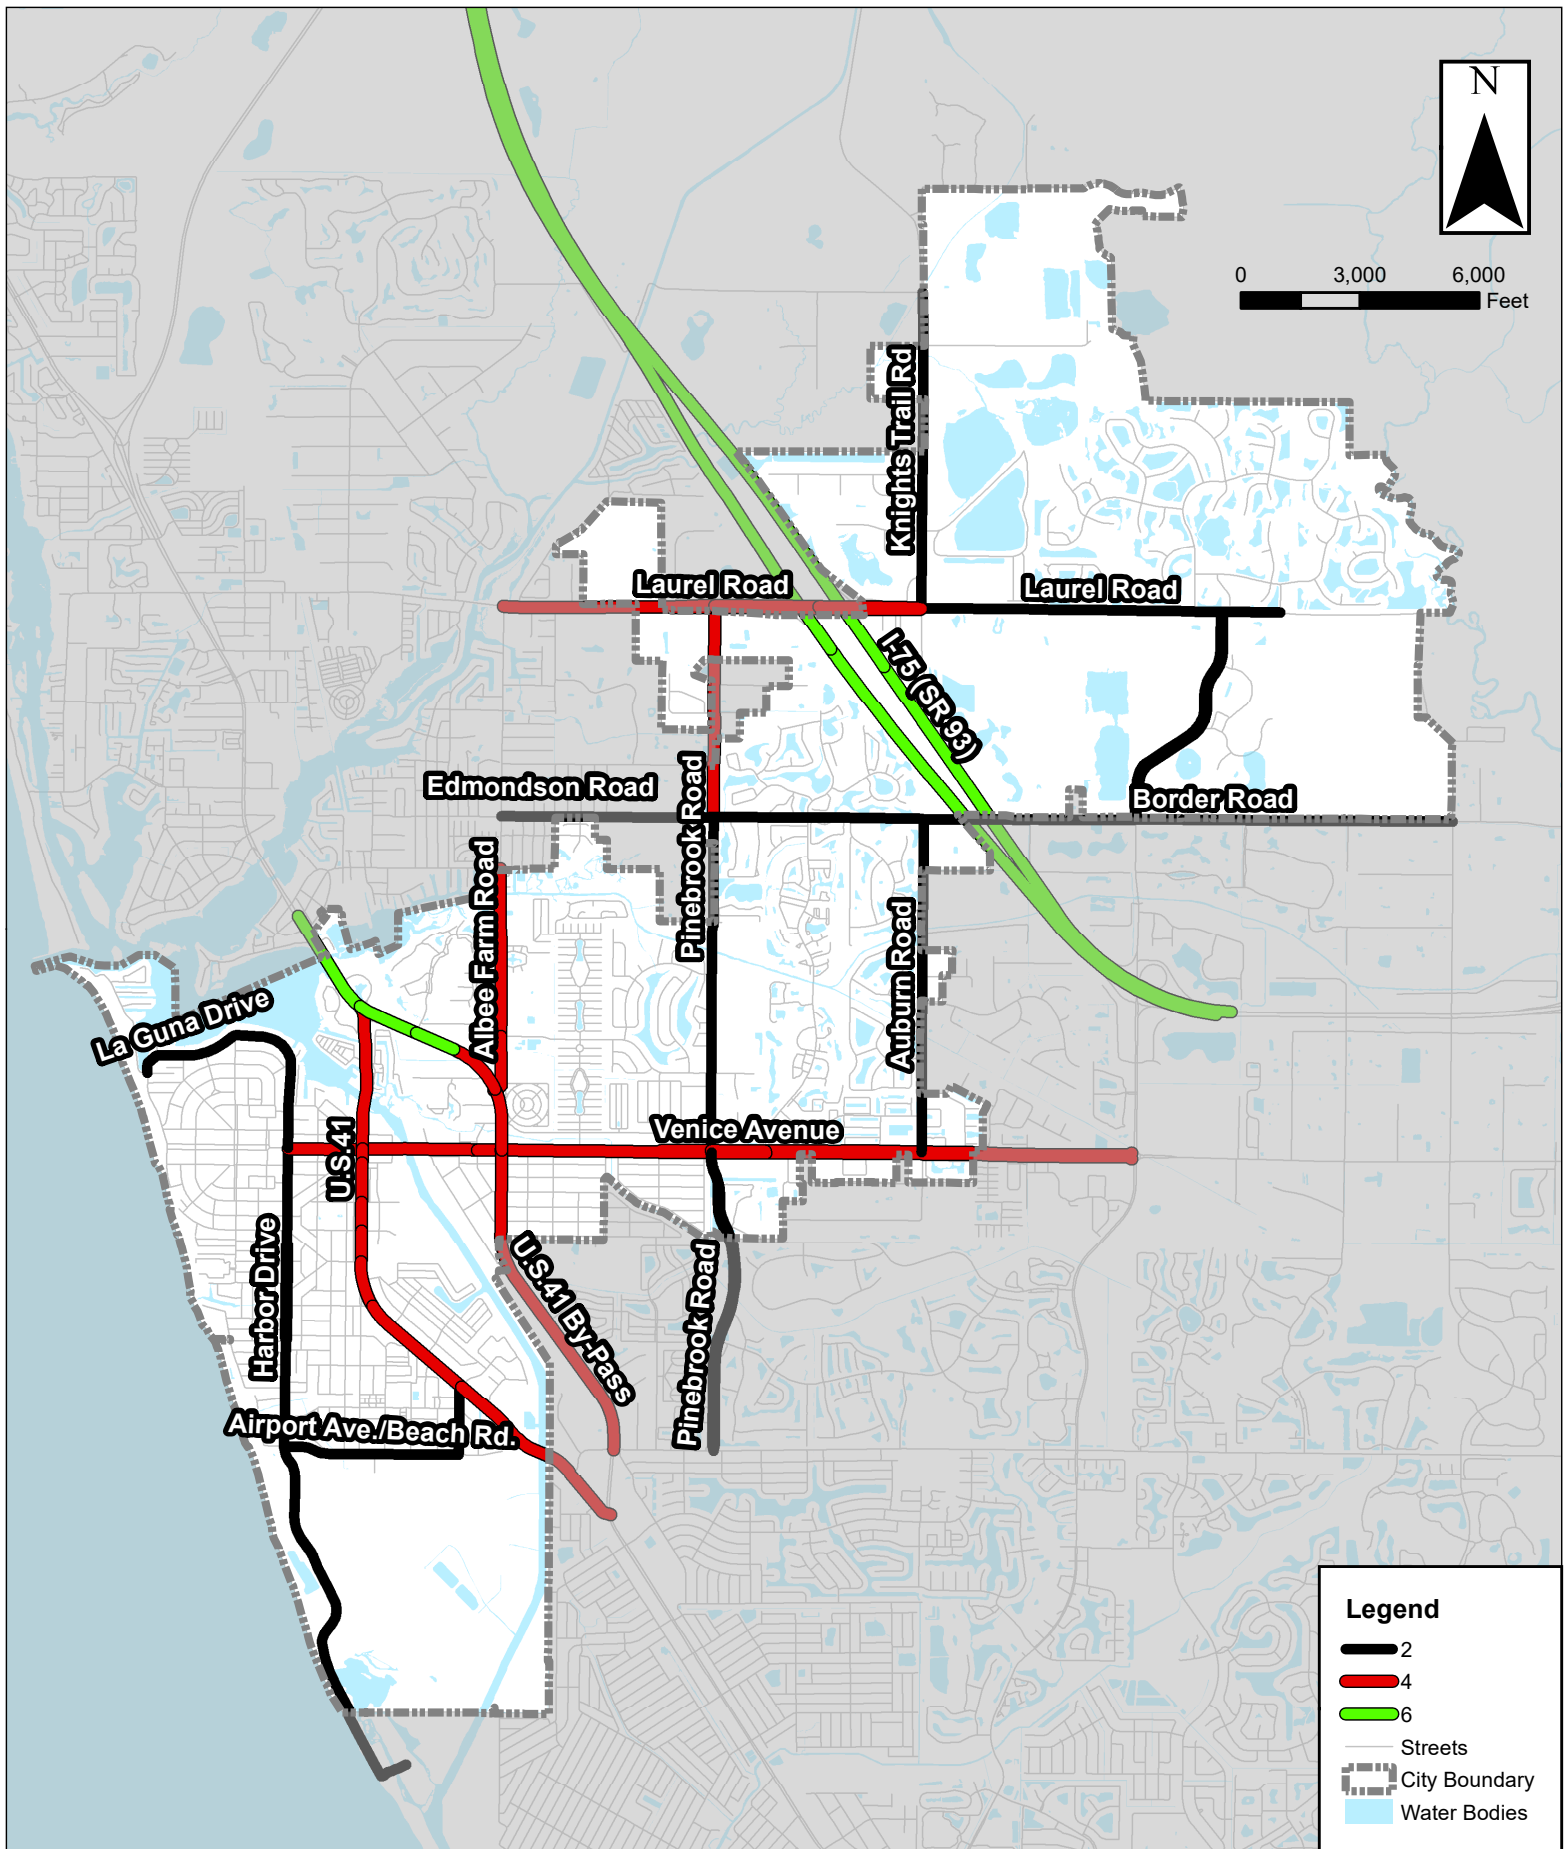 N
0 3,000 6,000
Feet
Knights Trail Rd
Laurel Road
Laurel Road
I-75 (SR 93)
Edmondson Road
Pinebrook Road
Border Road
Albee Farm Road
Auburn Road
La Guna Drive
U.S.41
Venice Avenue
Harbor Drive
U.S.41 By-Pass
Pinebrook Road
Airport Ave./Beach Rd.
Legend
2
4
6
Streets
City Boundary
Water Bodies